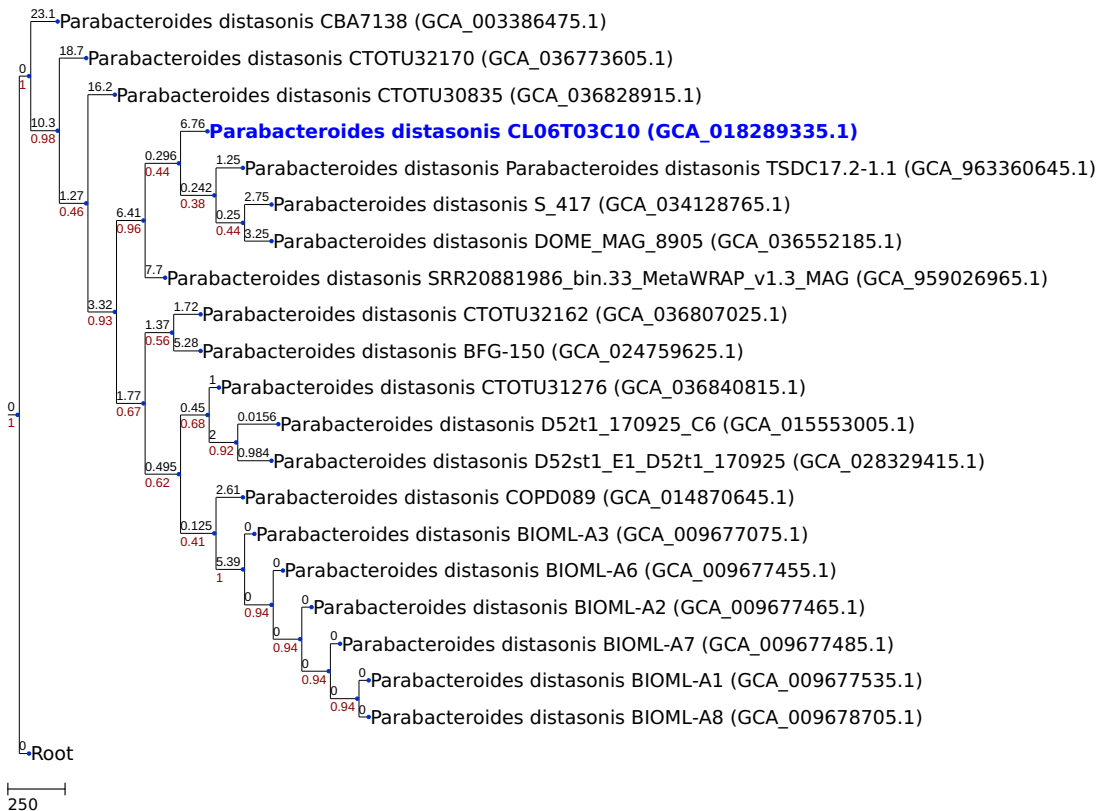 23.1 Parabacteroides distasonis CBA7138 (GCA_003386475.1)
18.7 Parabacteroides distasonis CTOTU32170 (GCA_036773605.1)
0
1
16.2 Parabacteroides distasonis CTOTU30835 (GCA_036828915.1)
10.3
0.98
6.76 Parabacteroides distasonis CL06T03C10 (GCA_018289335.1)
0.296
0.44
1.25 Parabacteroides distasonis Parabacteroides distasonis TSDC17.2-1.1 (GCA_963360645.1)
0.242
0.38
1.27
0.46
2.75 Parabacteroides distasonis S_417 (GCA_034128765.1)
6.41
0.96
0.25
0.44
3.25 Parabacteroides distasonis DOME_MAG_8905 (GCA_036552185.1)
7.7 Parabacteroides distasonis SRR20881986_bin.33_MetaWRAP_v1.3_MAG (GCA_959026965.1)
3.32
0.93
1.72 Parabacteroides distasonis CTOTU32162 (GCA_036807025.1)
1.37
0.56
5.28 Parabacteroides distasonis BFG-150 (GCA_024759625.1)
1 Parabacteroides distasonis CTOTU31276 (GCA_036840815.1)
1.77
0.67
0
1
0.45
0.68
0.0156 Parabacteroides distasonis D52t1_170925_C6 (GCA_015553005.1)
2
0.92
0.984 Parabacteroides distasonis D52st1_E1_D52t1_170925 (GCA_028329415.1)
0.495
0.62
2.61 Parabacteroides distasonis COPD089 (GCA_014870645.1)
0.125
0.41
0 Parabacteroides distasonis BIOML-A3 (GCA_009677075.1)
5.39
1
0 Parabacteroides distasonis BIOML-A6 (GCA_009677455.1)
0
0.94
0 Parabacteroides distasonis BIOML-A2 (GCA_009677465.1)
0
0.94
0 Parabacteroides distasonis BIOML-A7 (GCA_009677485.1)
0
0.94
0 Parabacteroides distasonis BIOML-A1 (GCA_009677535.1)
0
0.94
0 Parabacteroides distasonis BIOML-A8 (GCA_009678705.1)
0 Root
250